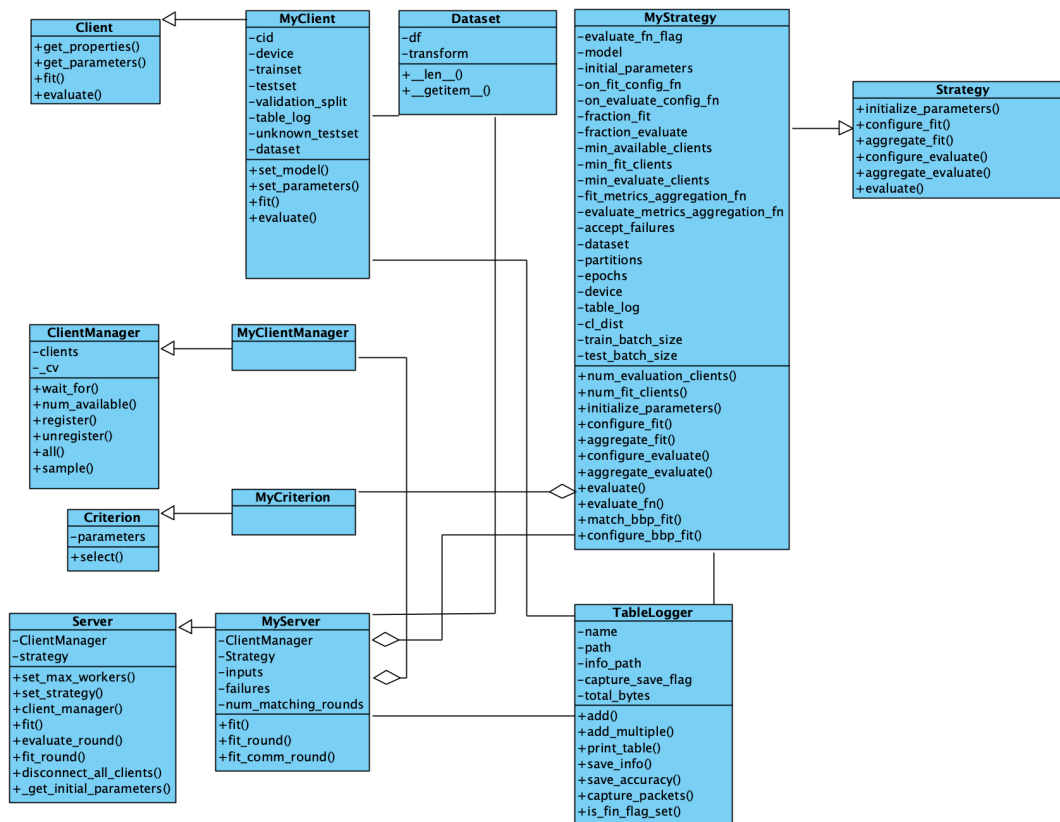 Client
+get_properties()
+get_parameters()
+fit()
+evaluate()
MyClient
-cid
-device
-trainset
-testset
-validation_split
-table_log
-unknown_testset
-dataset
+set_model()
+set_parameters()
+fit()
+evaluate()
Dataset
-df
-transform
+__len__()
+__getitem__()
MyStrategy
-evaluate_fn_flag
-model
-initial_parameters
-on_fit_config_fn
-on_evaluate_config_fn
-fraction_fit
-fraction_evaluate
-min_available_clients
-min_fit_clients
-min_evaluate_clients
-fit_metrics_aggregation_fn
-evaluate_metrics_aggregation_fn
-accept_failures
-dataset
-partitions
-epochs
-device
-table_log
-cl_dist
-train_batch_size
-test_batch_size
+num_evaluation_clients()
+num_fit_clients()
+initialize_parameters()
+configure_fit()
+aggregate_fit()
+configure_evaluate()
+aggregate_evaluate()
+evaluate()
+evaluate_fn()
+match_bbp_fit()
+configure_bbp_fit()
Strategy
+initialize_parameters()
+configure_fit()
+aggregate_fit()
+configure_evaluate()
+aggregate_evaluate()
+evaluate()
ClientManager
-clients
-_cv
+wait_for()
+num_available()
+register()
+unregister()
+all()
+sample()
MyClientManager
MyCriterion
Criterion
-parameters
+select()
Server
-ClientManager
-strategy
+set_max_workers()
+set_strategy()
+client_manager()
+fit()
+evaluate_round()
+fit_round()
+disconnect_all_clients()
+_get_initial_parameters()
MyServer
-ClientManager
-Strategy
-inputs
-failures
-num_matching_rounds
+fit()
+fit_round()
+fit_comm_round()
TableLogger
-name
-path
-info_path
-capture_save_flag
-total_bytes
+add()
+add_multiple()
+print_table()
+save_info()
+save_accuracy()
+capture_packets()
+is_fin_flag_set()